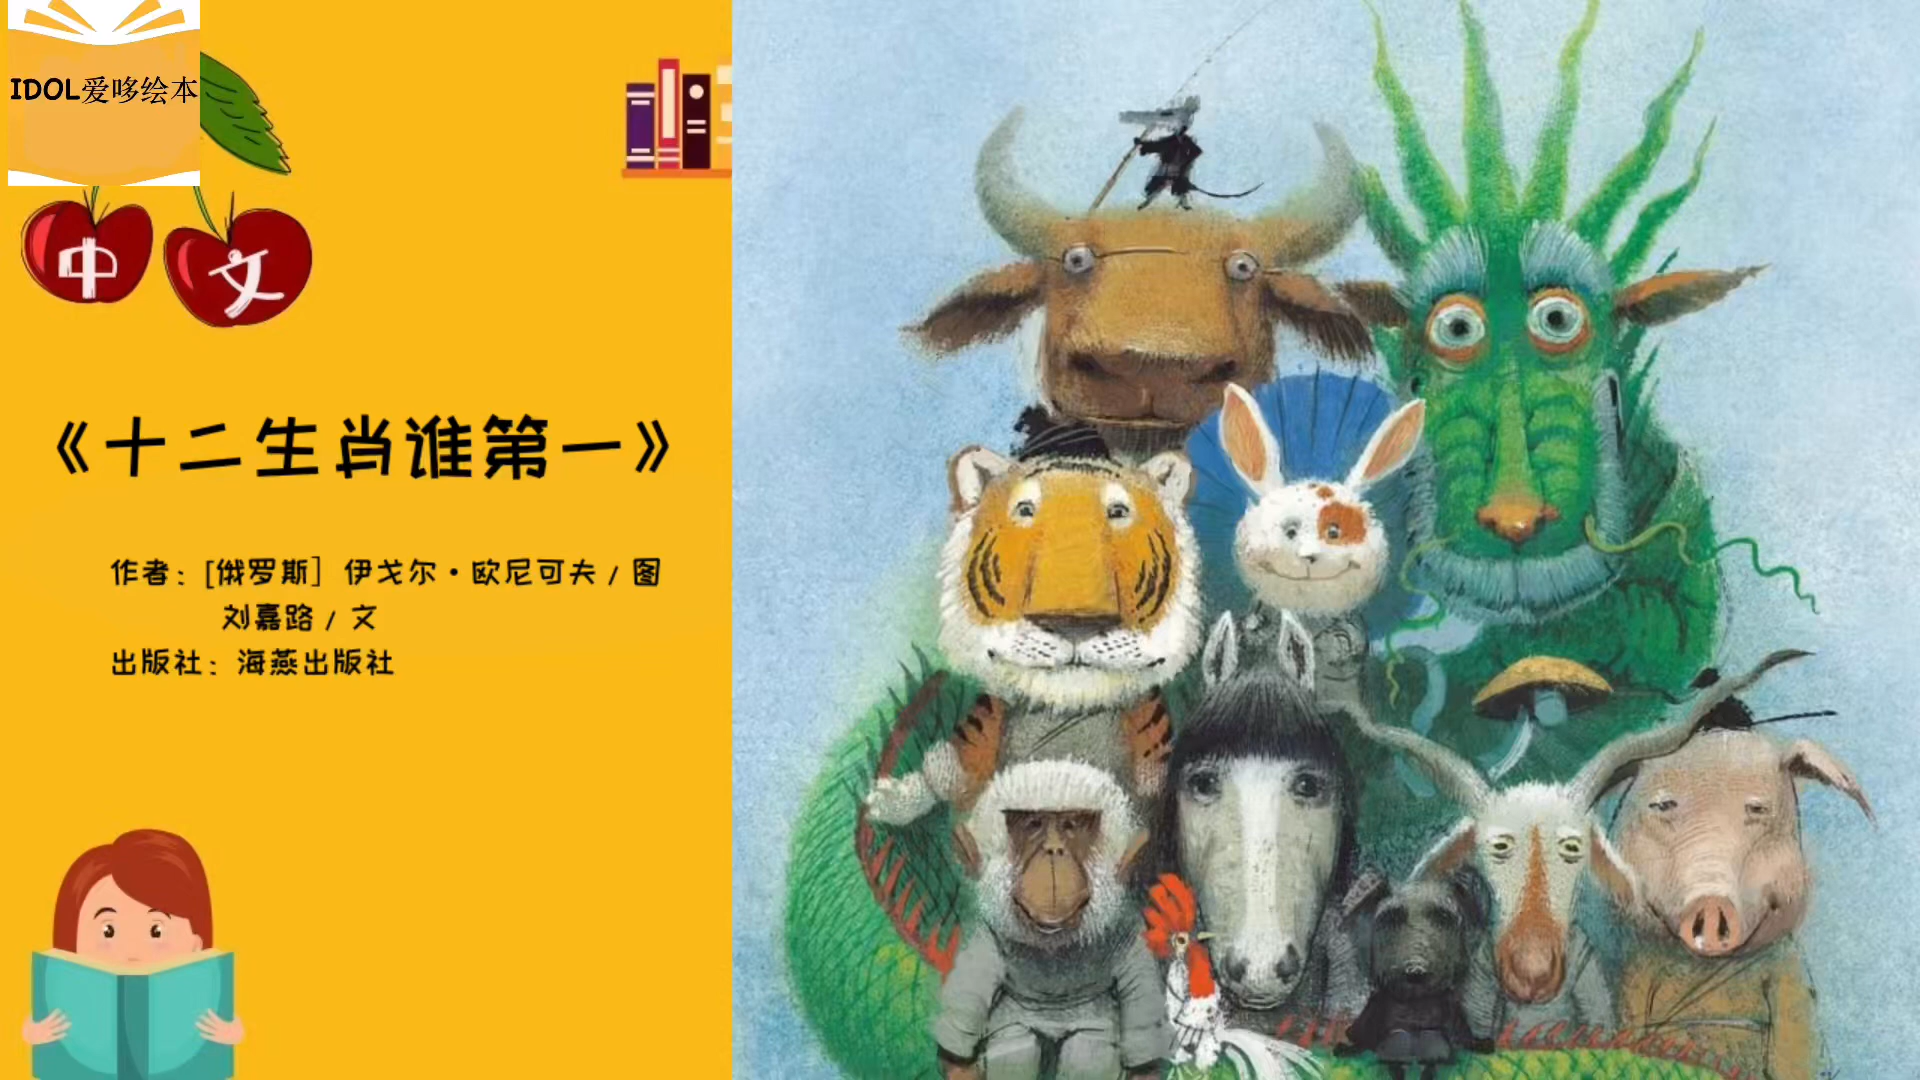 IDOL爱哆绘本
中文
《十二生肖谁第一》
作者：[俄罗斯] 伊戈尔·欧尼可夫 / 图
刘嘉路 / 文
出版社：海燕出版社